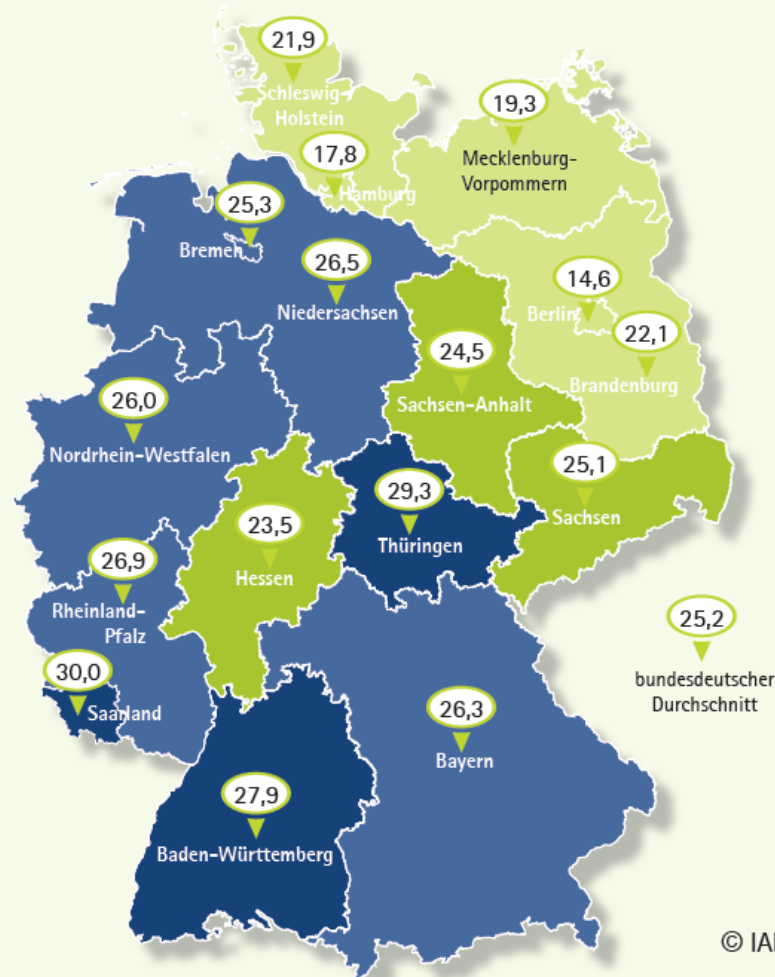 21,9
Schleswig-
Holstein
19,3
Mecklenburg-
Vorpommern
17,8
Hamburg
25,3
Bremen
26,5
Niedersachsen
14,6
Berlin
22,1
Brandenburg
24,5
Sachsen-Anhalt
26,0
Nordrhein-Westfalen
25,1
Sachsen
29,3
Thüringen
23,5
Hessen
26,9
Rheinland-
Pfalz
25,2
bundesdeutscher
Durchschnitt
30,0
Saarland
26,3
Bayern
27,9
Baden-Württemberg
©